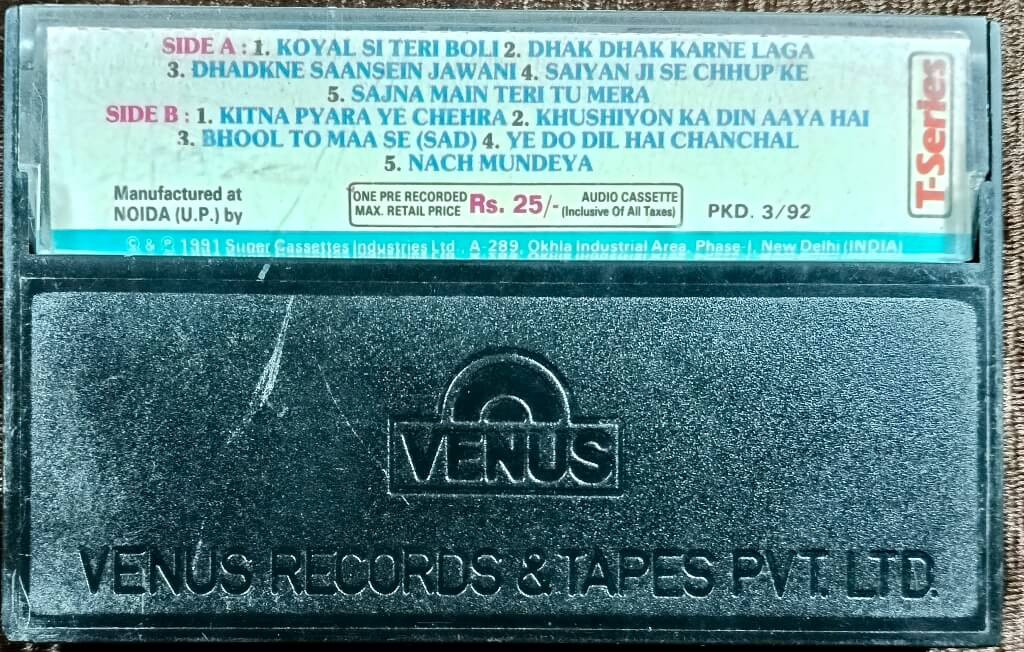 SIDE A : 1. KOYAL SI TERI BOLI 2. DHAK DHAK KARNE LAGA
3. DHADKNE SAANSEIN JAWANI 4. SAIYAN JI SE CHHUP KE
5. SAJNA MAIN TERI TU MERA
SIDE B : 1. KITNA PYARA YE CHEHRA 2. KHUSHIYON KA DIN AAYA HAI
3. BHOOL TO MAA SE (SAD) 4. YE DO DIL HAI CHANCHAL
5. NACH MUNDEYA
T-Series
Manufactured at
NOIDA (U.P.) by
ONE PRE RECORDED
MAX. RETAIL PRICE
Rs. 25/-
AUDIO CASSETTE
(Inclusive Of All Taxes)
PKD. 3/92
© & ℗ 1991 Super Cassettes Industries Ltd., A-289, Okhla Industrial Area, Phase-I, New Delhi (INDIA)
VENUS
VENUS RECORDS & TAPES PVT. LTD.